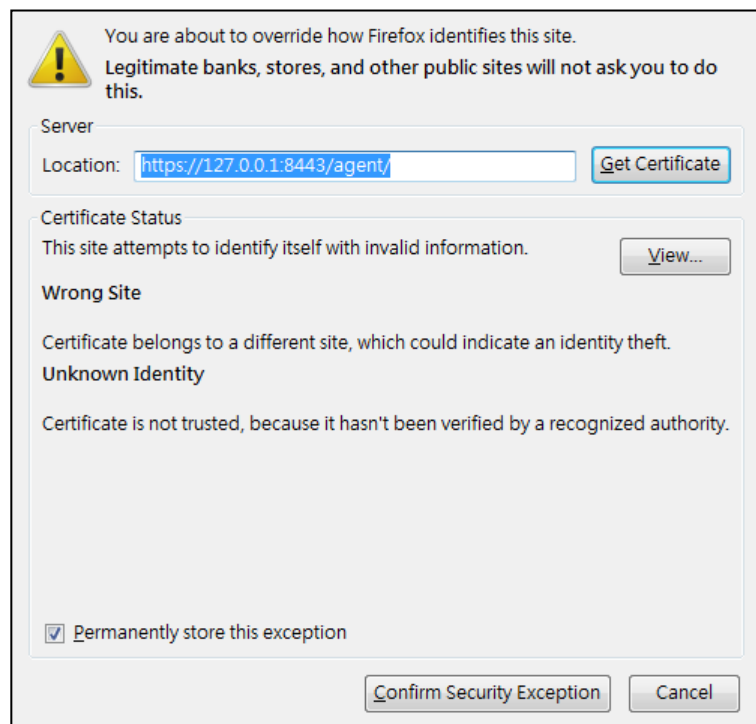 You are about to override how Firefox identifies this site.
Legitimate banks, stores, and other public sites will not ask you to do
this.
Server
Location: https://127.0.0.1:8443/agent/ Get Certificate
Certificate Status
This site attempts to identify itself with invalid information. View...
Wrong Site
Certificate belongs to a different site, which could indicate an identity theft.
Unknown Identity
Certificate is not trusted, because it hasn't been verified by a recognized authority.
Permanently store this exception
Confirm Security Exception Cancel